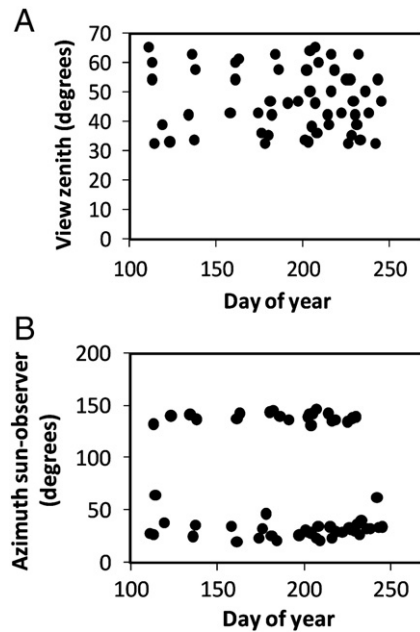 A
View zenith (degrees)
70
60
50
40
30
20
10
0
100 150 200 250
Day of year
B
Azimuth sun-observer
(degrees)
200
150
100
50
0
100 150 200 250
Day of year